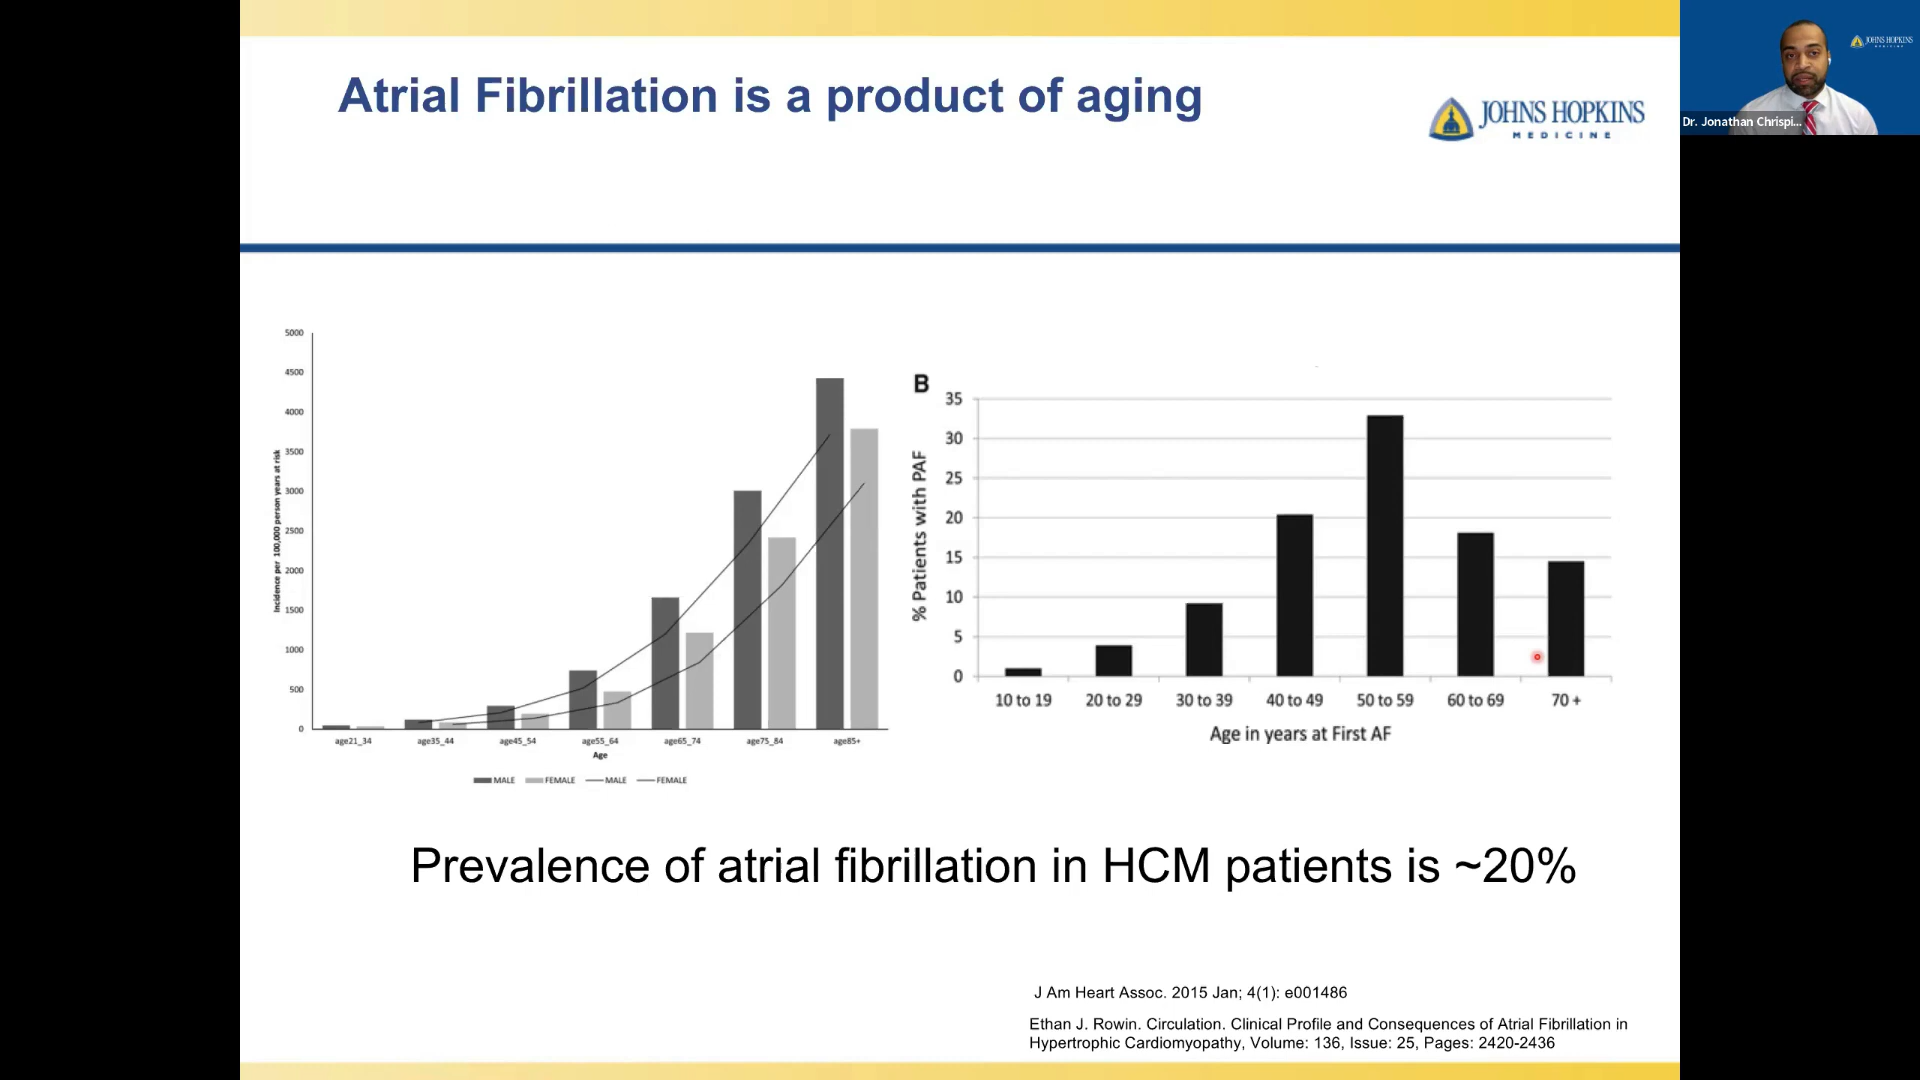 Atrial Fibrillation is a product of aging
JOHNS HOPKINS
MEDICINE
JOHNS HOPKINS
MEDICINE
Dr. Jonathan Chrispi...
5000
4500
4000
3500
3000
2500
2000
1500
1000
500
0
Incidence per 100,000 person years at risk
age21_34 age35_44 age45_54 age55_64 age65_74 age75_84 age85+
Age
MALE FEMALE MALE FEMALE
B
35
30
25
20
15
10
5
0
% Patients with PAF
10 to 19 20 to 29 30 to 39 40 to 49 50 to 59 60 to 69 70 +
Age in years at First AF
Prevalence of atrial fibrillation in HCM patients is ~20%
J Am Heart Assoc. 2015 Jan; 4(1): e001486
Ethan J. Rowin. Circulation. Clinical Profile and Consequences of Atrial Fibrillation in
Hypertrophic Cardiomyopathy, Volume: 136, Issue: 25, Pages: 2420-2436